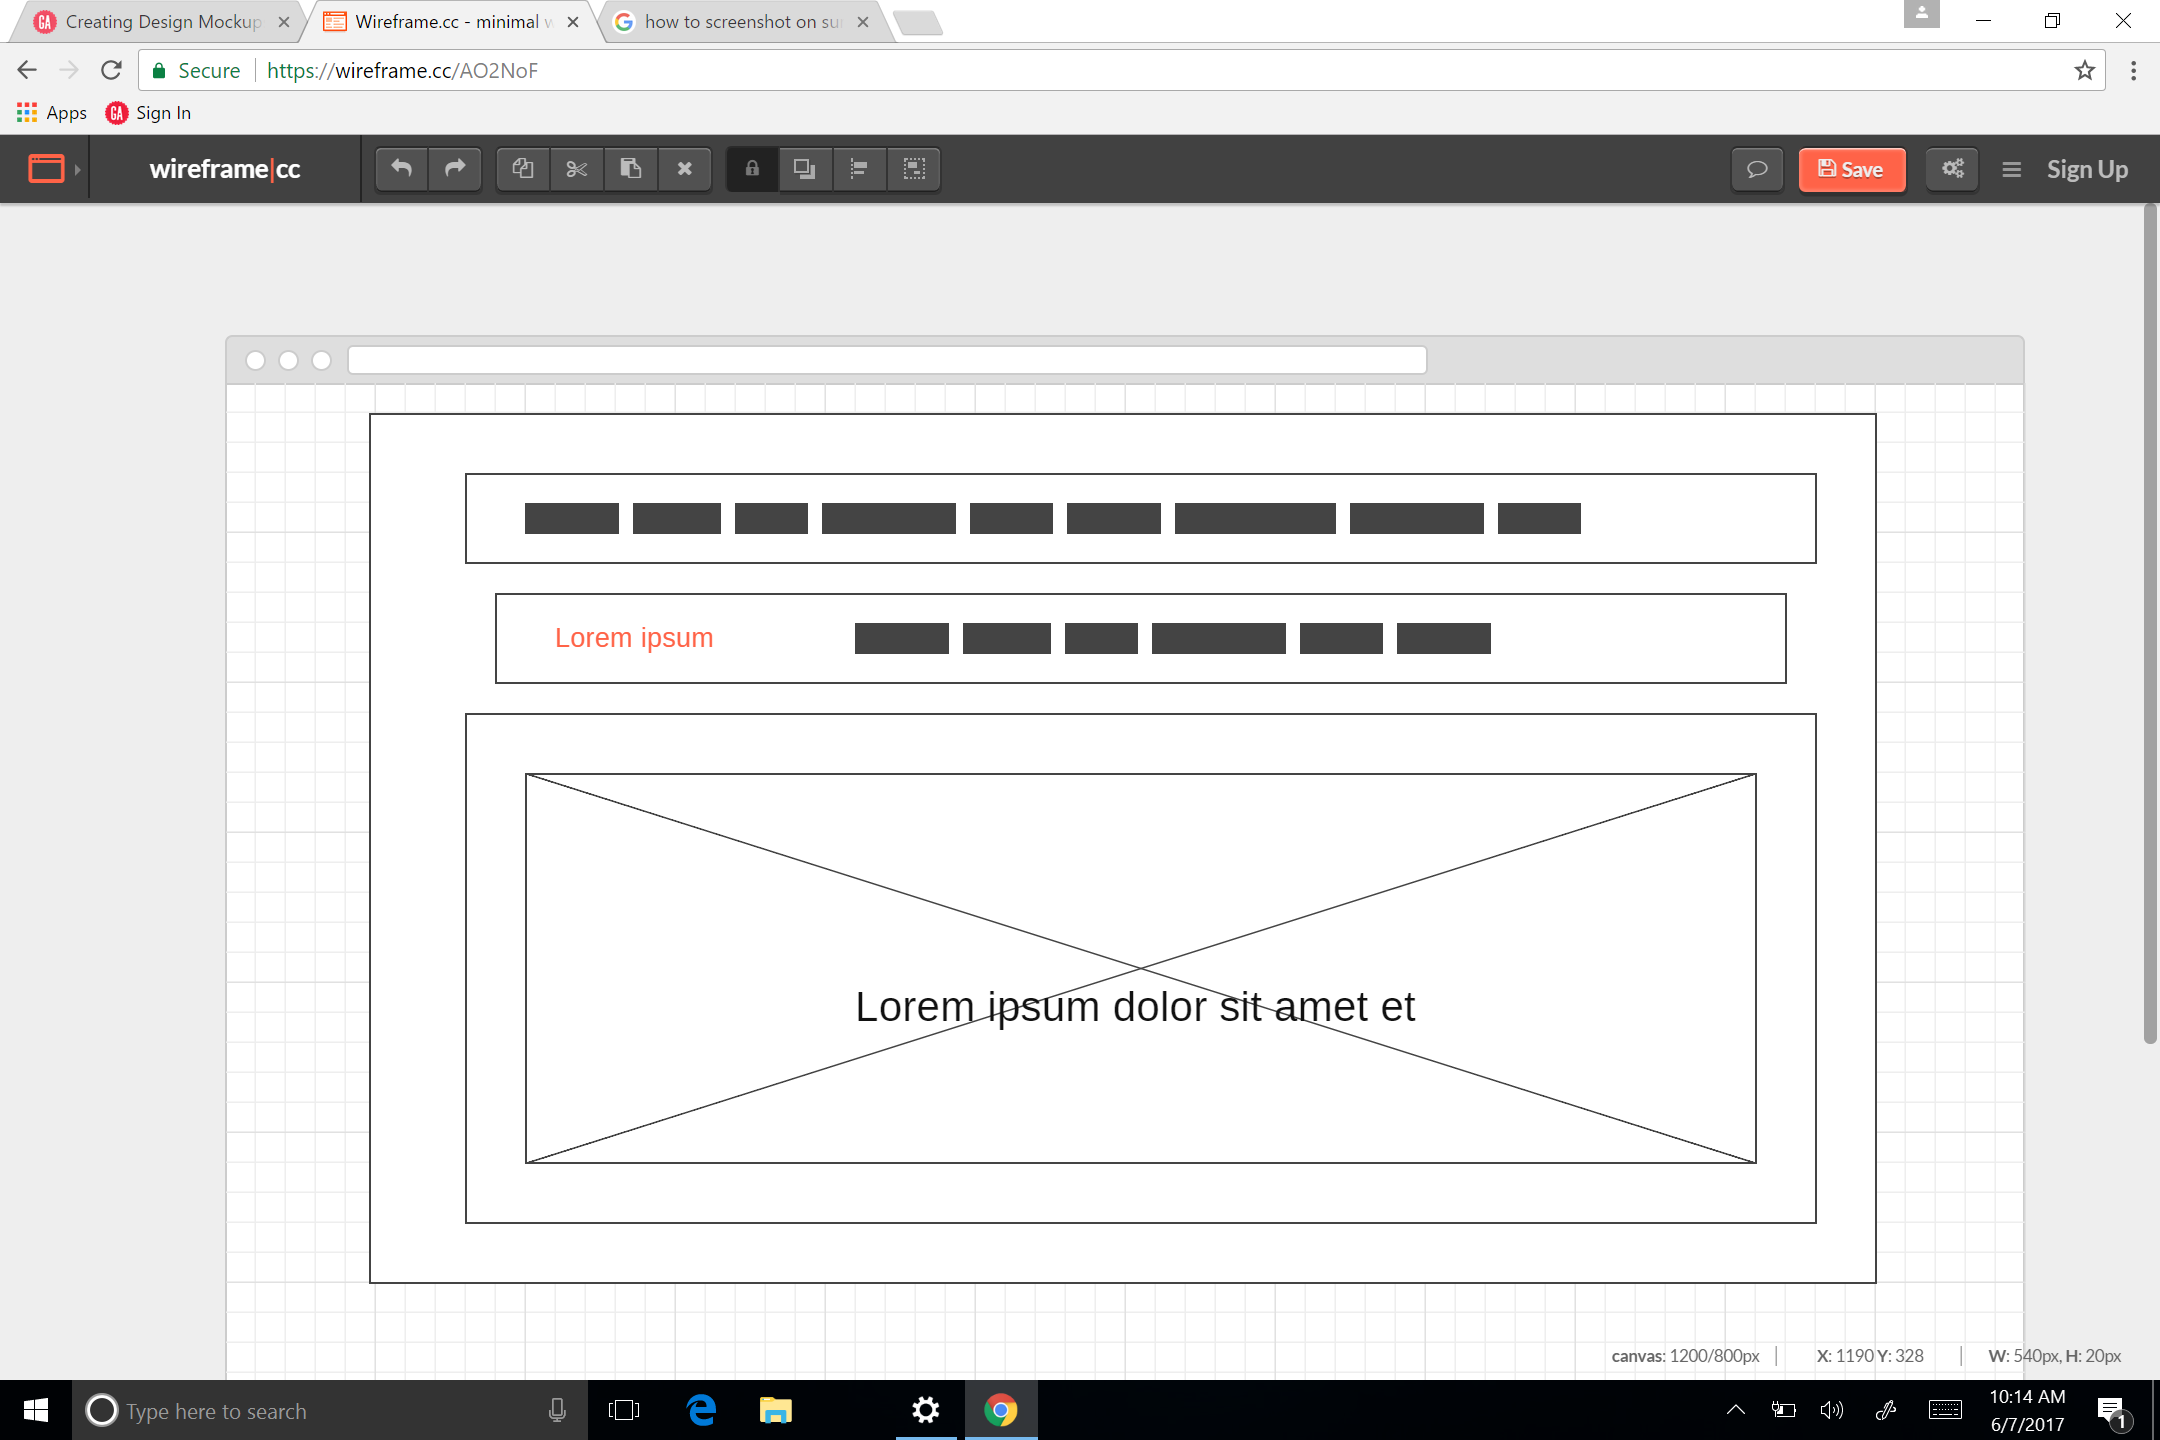 Creating Design Mockup
Wireframe.cc - minimal w
how to screenshot on su
Secure
https://wireframe.cc/AO2NoF
Apps
GA
Sign In
wireframe|cc
Save
Sign Up
Lorem ipsum
Lorem ipsum dolor sit amet et
canvas: 1200/800px
X: 1190 Y: 328
W: 540px, H: 20px
Type here to search
10:14 AM
6/7/2017
1